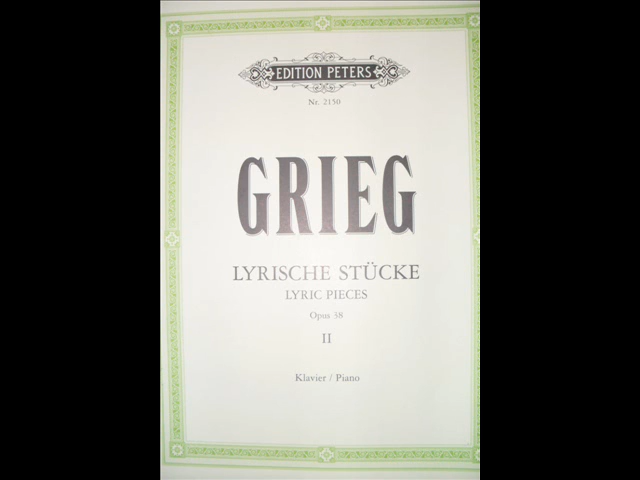 EDITION PETERS
Nr. 2150
GRIEG
LYRISCHE STÜCKE
LYRIC PIECES
Opus 38
II
Klavier / Piano